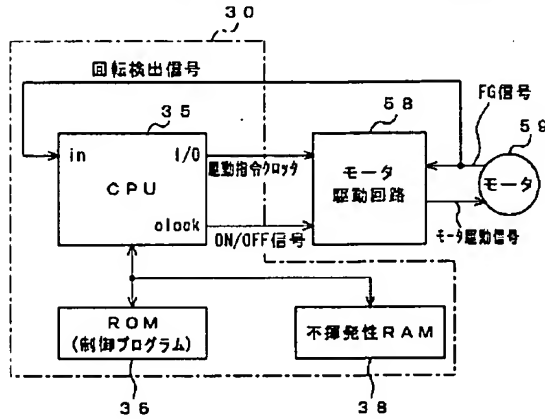 30
回転検出信号
35
58
FG信号
59
in
I/O
CPU
駆動指令クロック
モータ
駆動回路
モータ
clock
ON/OFF信号
モータ駆動信号
ROM
(制御プログラム)
不揮発性RAM
36
38